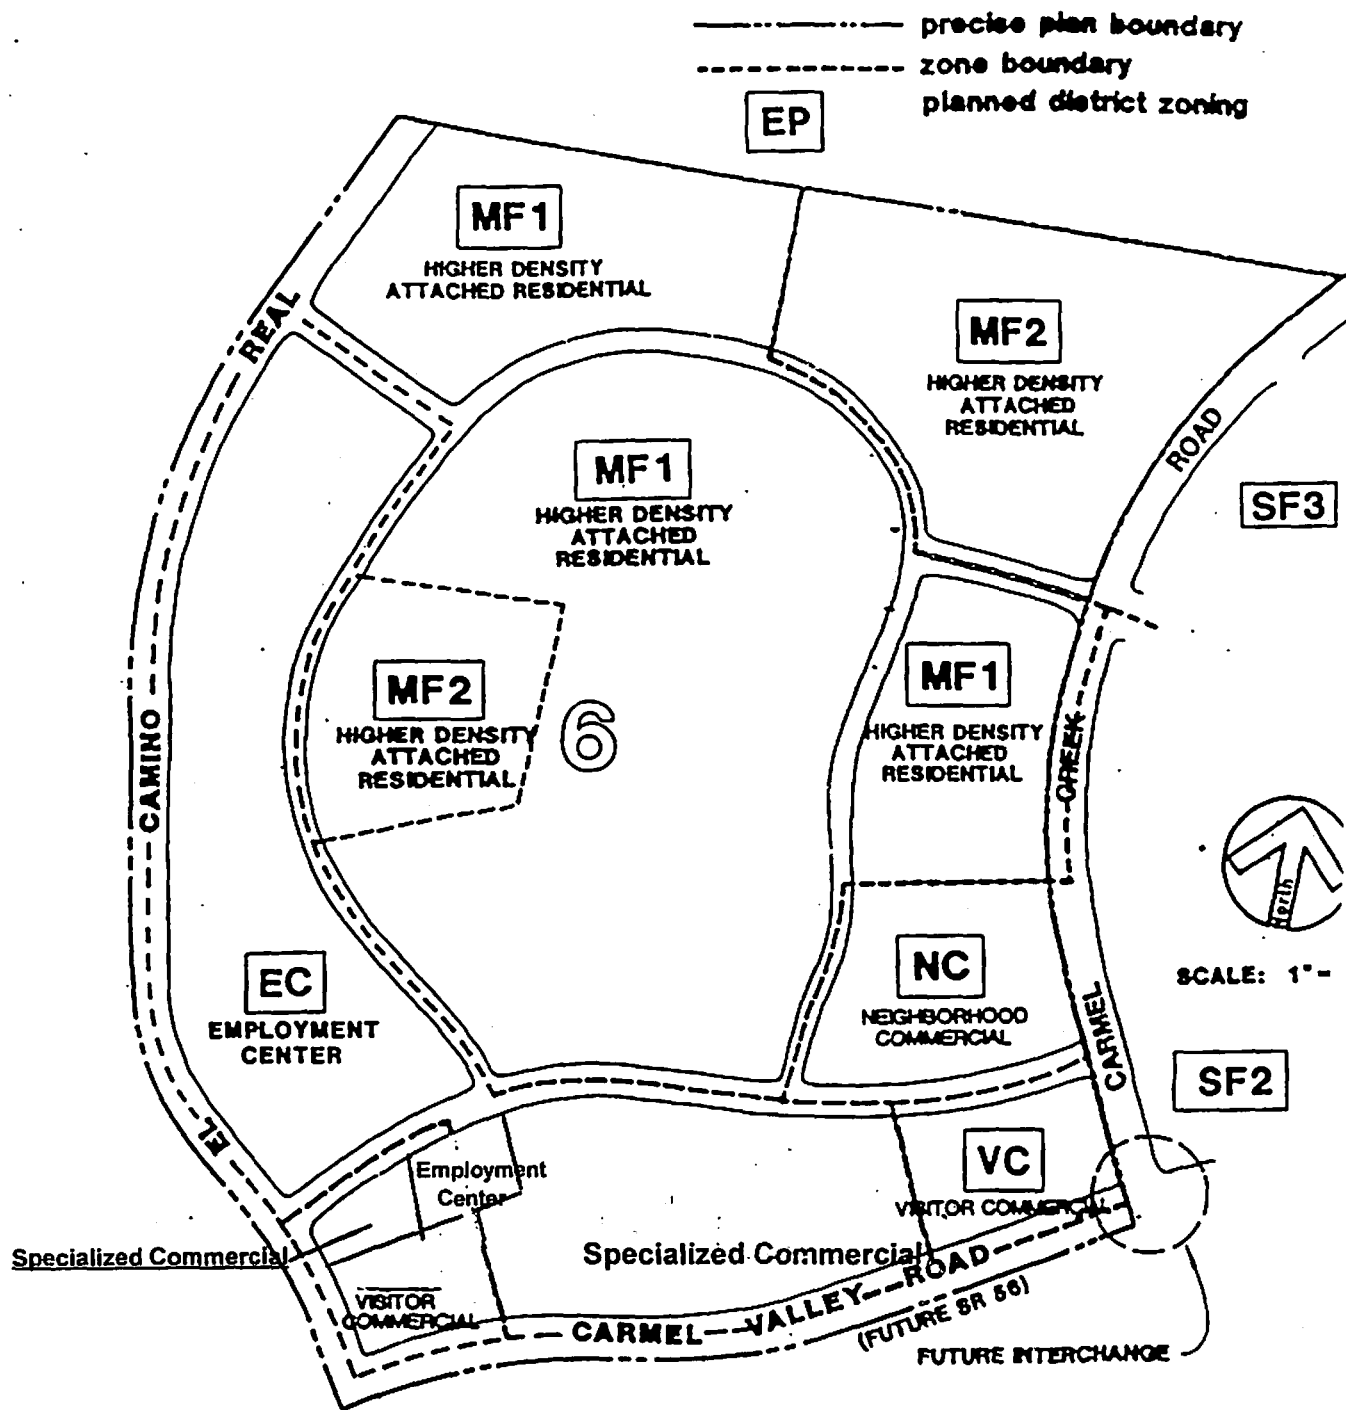 precise plan boundary
zone boundary
planned district zoning
EP
MF1
HIGHER DENSITY
ATTACHED RESIDENTIAL
MF2
HIGHER DENSITY
ATTACHED
RESIDENTIAL
REAL
ROAD
MF1
HIGHER DENSITY
ATTACHED
RESIDENTIAL
SF3
MF2
HIGHER DENSITY
ATTACHED
RESIDENTIAL
6
MF1
HIGHER DENSITY
ATTACHED
RESIDENTIAL
CAMINO
CREEK
North
EC
EMPLOYMENT
CENTER
NC
NEIGHBORHOOD
COMMERCIAL
SCALE: 1"=
CARMEL
SF2
EL
Employment
Center
VC
VISITOR COMMERCIAL
Specialized Commercial
Specialized Commercial
VISITOR
COMMERCIAL
CARMEL VALLEY ROAD
(FUTURE SR 56)
FUTURE INTERCHANGE